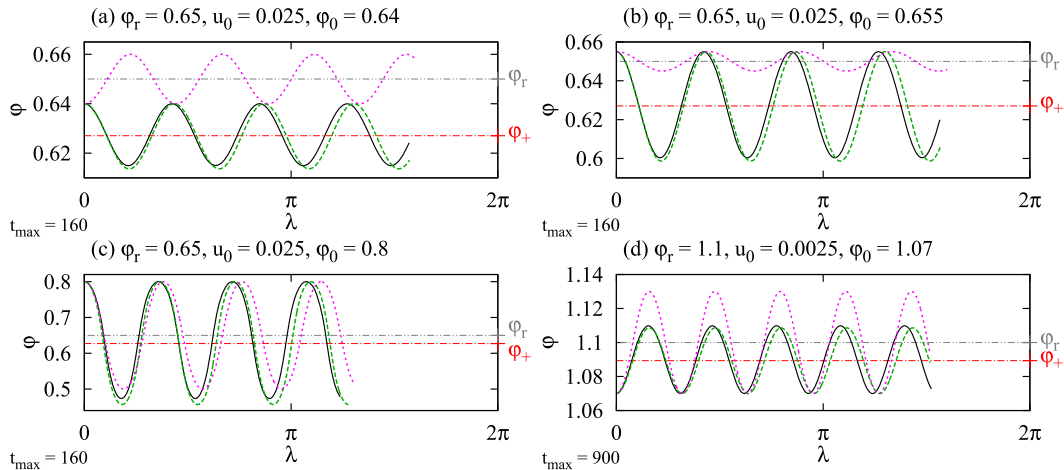 (a) φr = 0.65, u0 = 0.025, φ0 = 0.64
0.66
0.64
0.62
φ
φr
φ+
0
π
2π
λ
tmax = 160
(b) φr = 0.65, u0 = 0.025, φ0 = 0.655
0.66
0.64
0.62
0.6
φ
φr
φ+
0
π
2π
λ
tmax = 160
(c) φr = 0.65, u0 = 0.025, φ0 = 0.8
0.8
0.7
0.6
0.5
φ
φr
φ+
0
π
2π
λ
tmax = 160
(d) φr = 1.1, u0 = 0.0025, φ0 = 1.07
1.14
1.12
1.10
1.08
1.06
φ
φr
φ+
0
π
2π
λ
tmax = 900